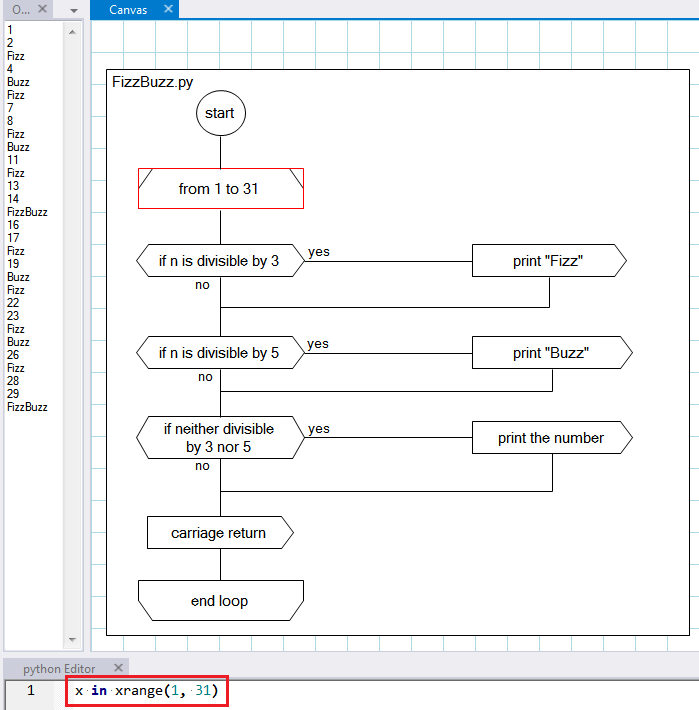 O...
Canvas
1
2
Fizz
4
Buzz
Fizz
7
8
Fizz
Buzz
11
Fizz
13
14
FizzBuzz
16
17
Fizz
19
Buzz
Fizz
22
23
Fizz
Buzz
26
Fizz
28
29
FizzBuzz
FizzBuzz.py
start
from 1 to 31
if n is divisible by 3
yes
print "Fizz"
no
if n is divisible by 5
yes
print "Buzz"
no
if neither divisible
by 3 nor 5
yes
print the number
no
carriage return
end loop
python Editor
1
x in xrange(1, 31)